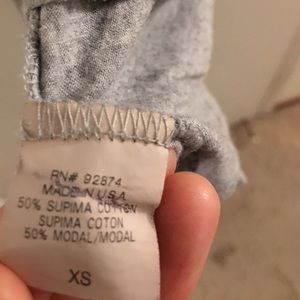 RN# 92874
MADE IN USA
50% SUPIMA COTTON
SUPIMA COTON
50% MODAL/MODAL
XS